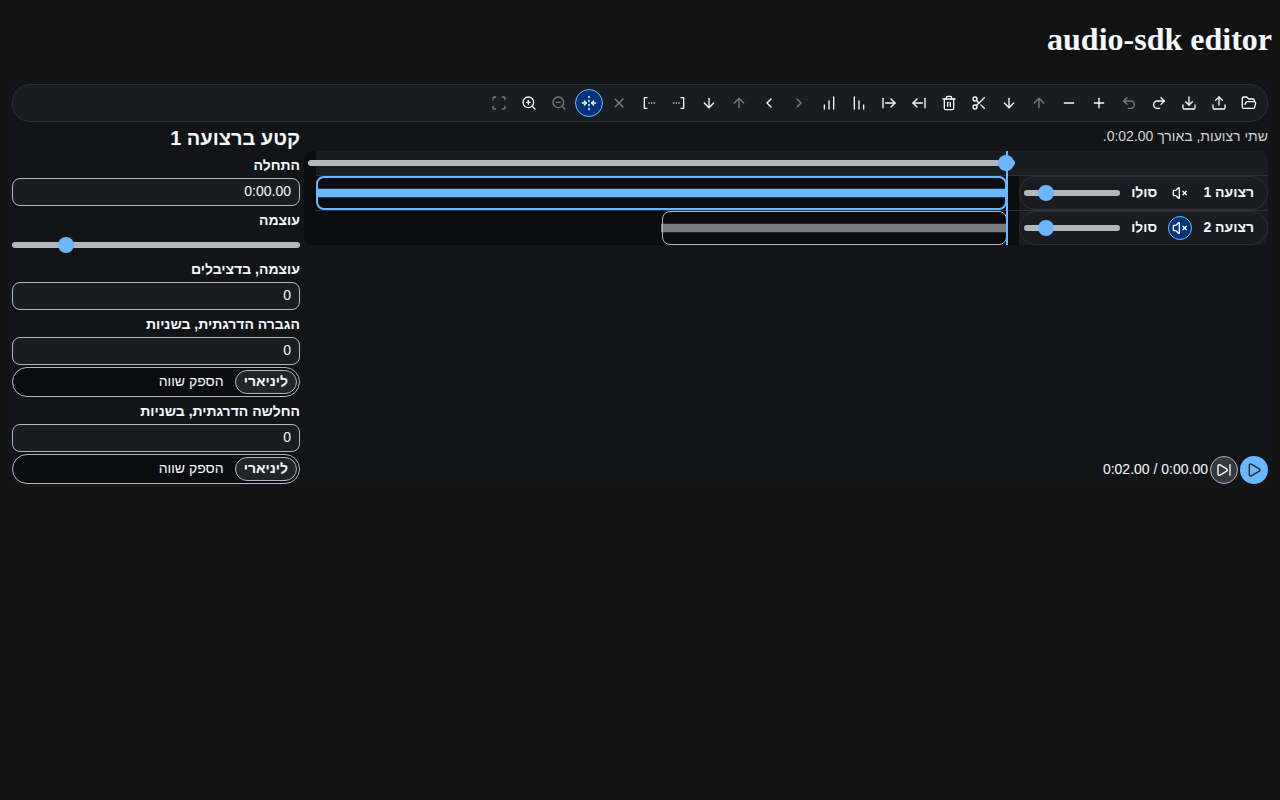 audio-sdk editor
שתי רצועות, באורך 0:02.00.
רצועה 1
סולו
רצועה 2
סולו
0:02.00 / 0:00.00
קטע ברצועה 1
התחלה
0:00.00
עוצמה
עוצמה, בדציבלים
0
הגברה הדרגתית, בשניות
0
ליניארי הספק שווה
החלשה הדרגתית, בשניות
0
ליניארי הספק שווה